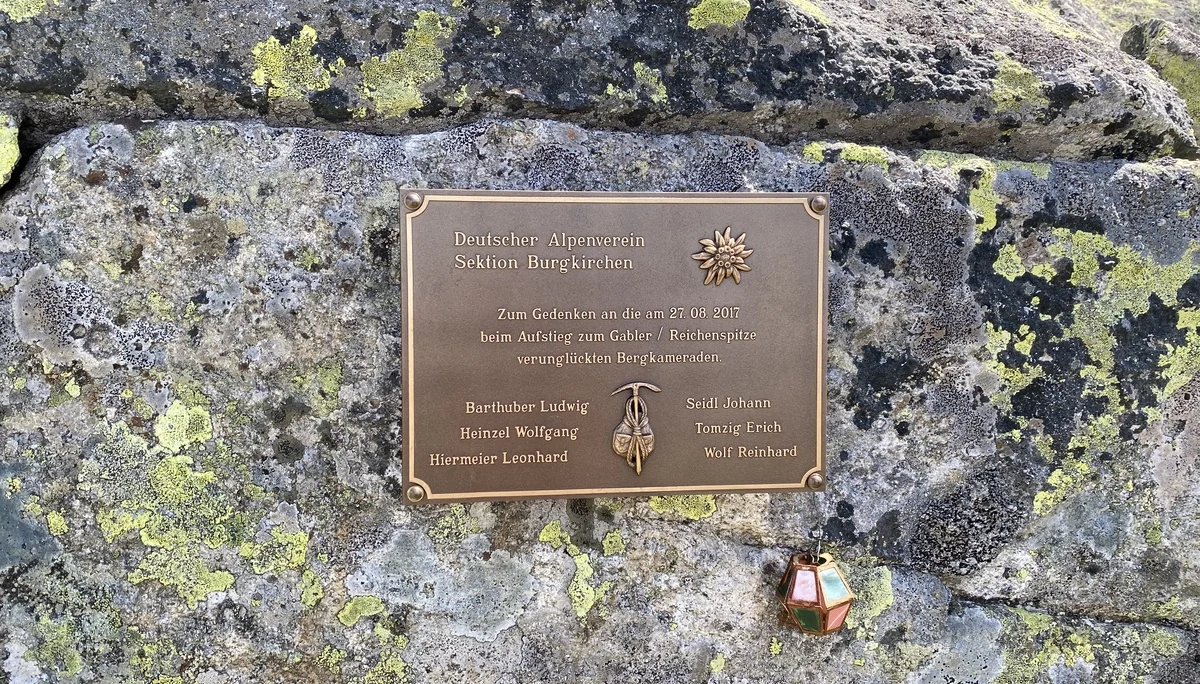 Deutscher Alpenverein
Sektion Burgkirchen
Zum Gedenken an die am 27. 08. 2017
beim Aufstieg zum Gabler / Reichenspitze
verunglückten Bergkameraden.
Barthuber Ludwig
Heinzel Wolfgang
Hiermeier Leonhard
Seidl Johann
Tomzig Erich
Wolf Reinhard